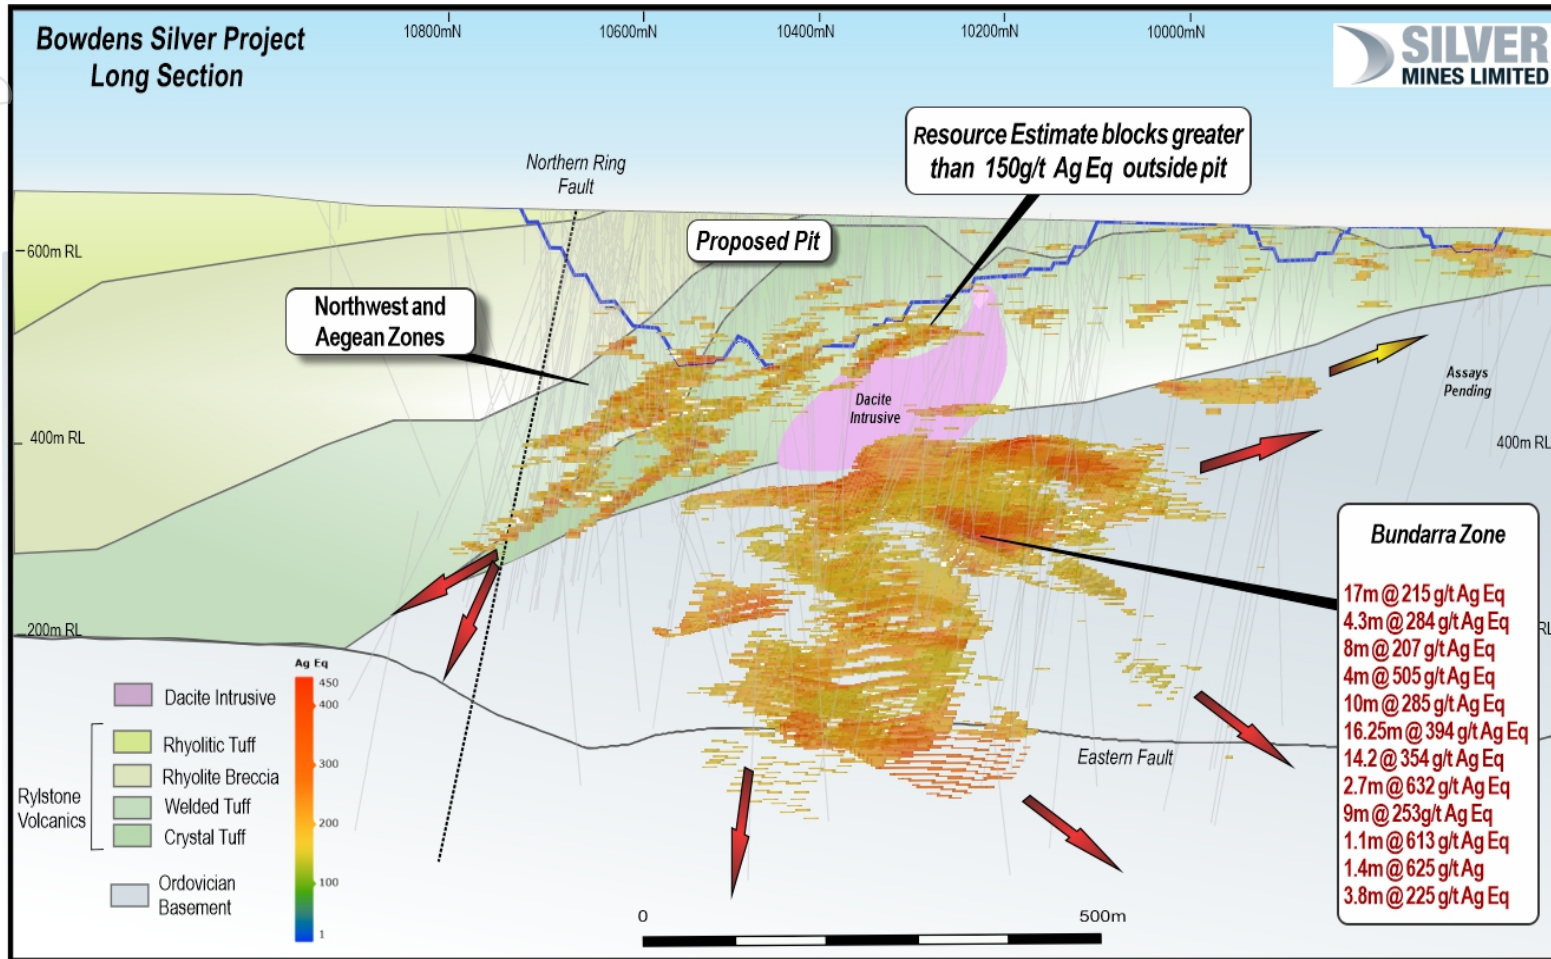 10800mN
10600mN
10400mN
10200mN
10000mN
Bowdens Silver Project
Long Section
SILVER
MINES LIMITED
Resource Estimate blocks greater
than 150g/t Ag Eq outside pit
Northern Ring
Fault
Proposed Pit
600m RL
Northwest and
Aegean Zones
Assays
Pending
Dacite
Intrusive
400m RL
400m RL
Bundarra Zone
17m @ 215 g/t Ag Eq
4.3m @ 284 g/t Ag Eq
8m @ 207 g/t Ag Eq
4m @ 505 g/t Ag Eq
10m @ 285 g/t Ag Eq
16.25m @ 394 g/t Ag Eq
14.2 @ 354 g/t Ag Eq
2.7m @ 632 g/t Ag Eq
9m @ 253g/t Ag Eq
1.1m @ 613 g/t Ag Eq
1.4m @ 625 g/t Ag
3.8m @ 225 g/t Ag Eq
200m RL
RL
Ag Eq
450
400
300
200
100
1
Dacite Intrusive
Rhyolitic Tuff
Rhyolite Breccia
Rylstone
Volcanics
Welded Tuff
Crystal Tuff
Ordovician
Basement
Eastern Fault
0
500m